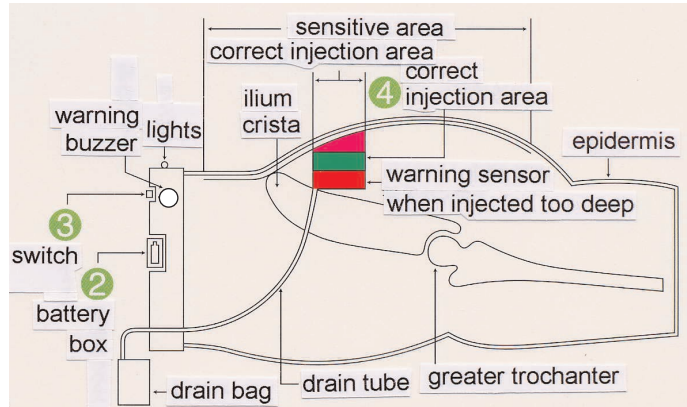 sensitive area
correct injection area
4
correct
injection area
ilium
crista
warning
buzzer
lights
epidermis
warning sensor
when injected too deep
3
switch
2
battery
box
drain bag
drain tube
greater trochanter